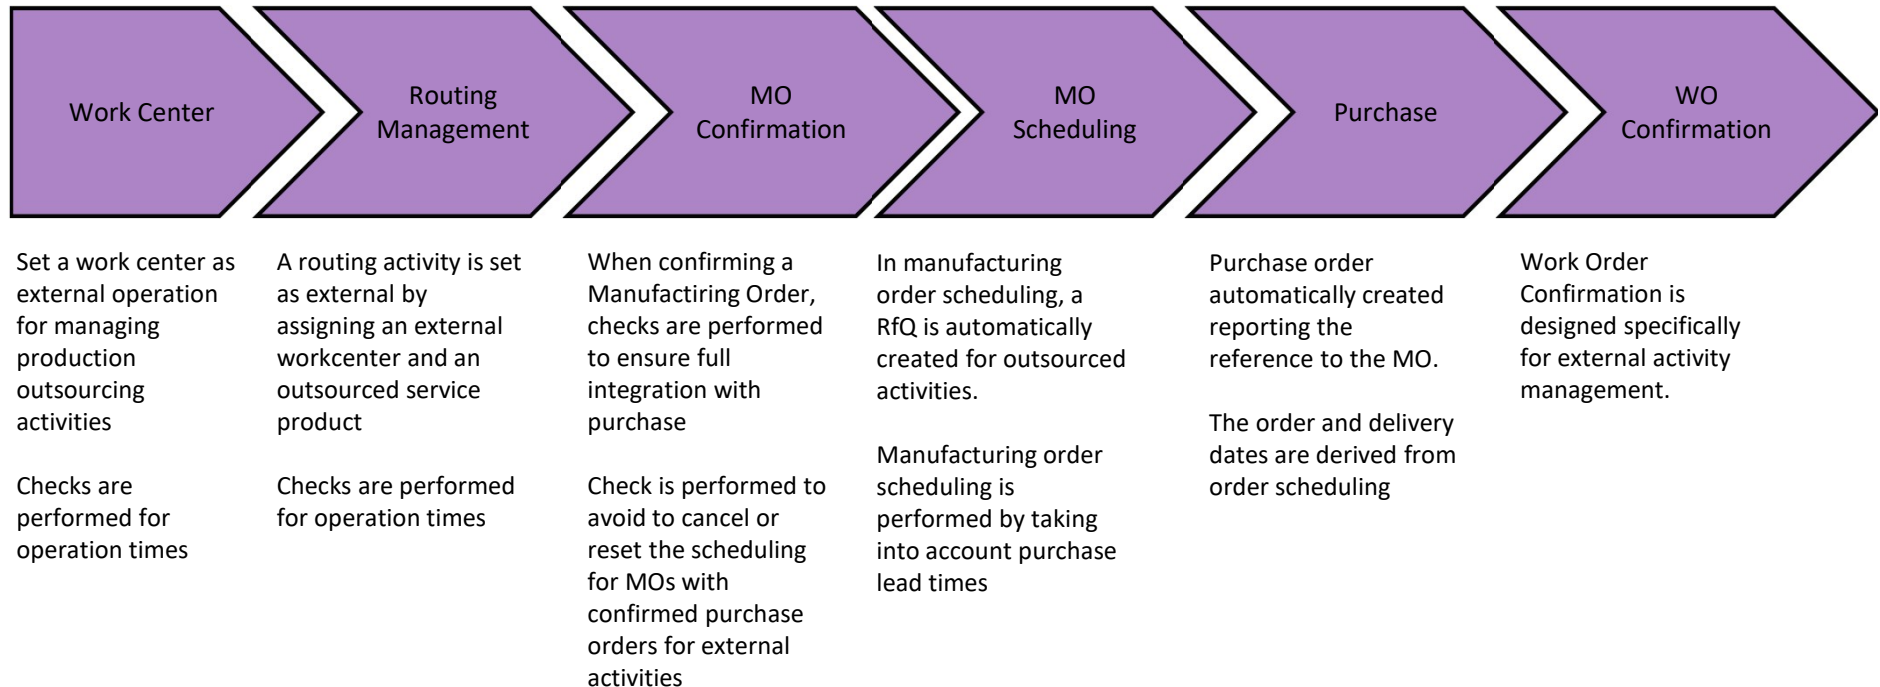 Work Center
Routing
Management
MO
Confirmation
MO
Scheduling
Purchase
WO
Confirmation
Set a work center as
external operation
for managing
production
outsourcing
activities
Checks are
performed for
operation times
A routing activity is set
as external by
assigning an external
workcenter and an
outsourced service
product
Checks are performed
for operation times
When confirming a
Manufactiring Order,
checks are performed
to ensure full
integration with
purchase
Check is performed to
avoid to cancel or
reset the scheduling
for MOs with
confirmed purchase
orders for external
activities
In manufacturing
order scheduling, a
RfQ is automatically
created for outsourced
activities.
Manufacturing order
scheduling is
performed by taking
into account purchase
lead times
Purchase order
automatically created
reporting the
reference to the MO.
The order and delivery
dates are derived from
order scheduling
Work Order
Confirmation is
designed specifically
for external activity
management.